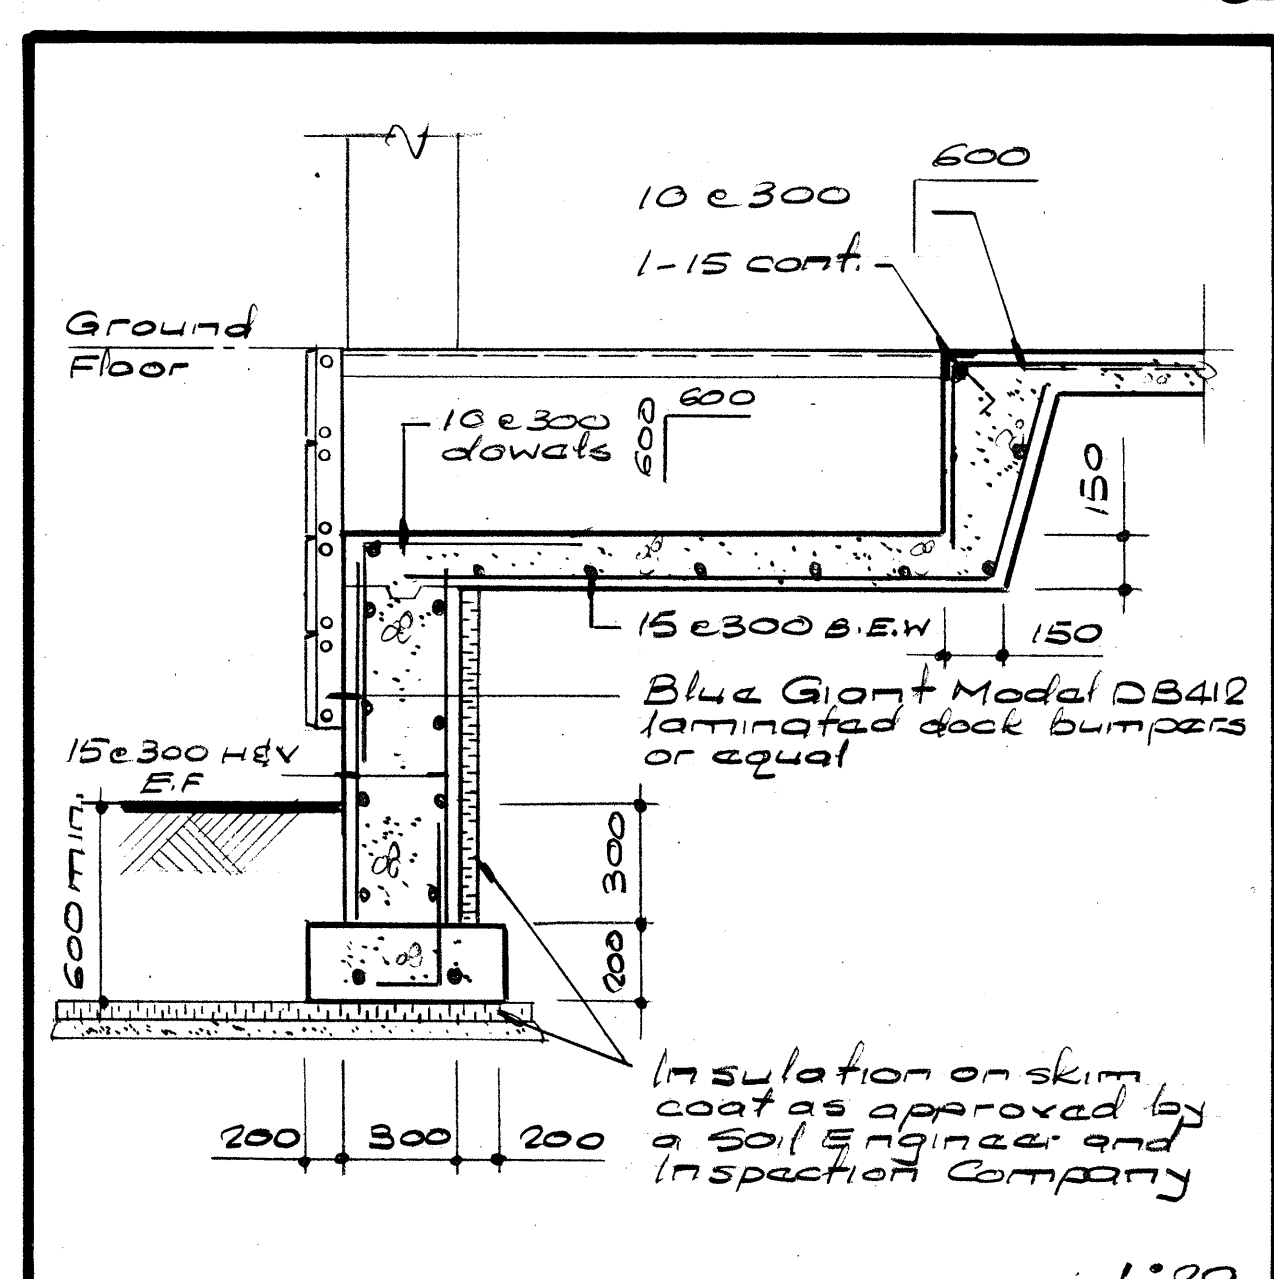 600
10 @ 300
1-15 cont.
Ground
Floor
10 @ 300
dowels
600
600
150
15 @ 300 B.E.W
150
Blue Giant Model DB412
laminated dock bumpers
or equal
15 @ 300 H&V
E.F
600 min.
300
200
Insulation on skim
coat as approved by
a Soil Engineer and
Inspection Company
200
300
200